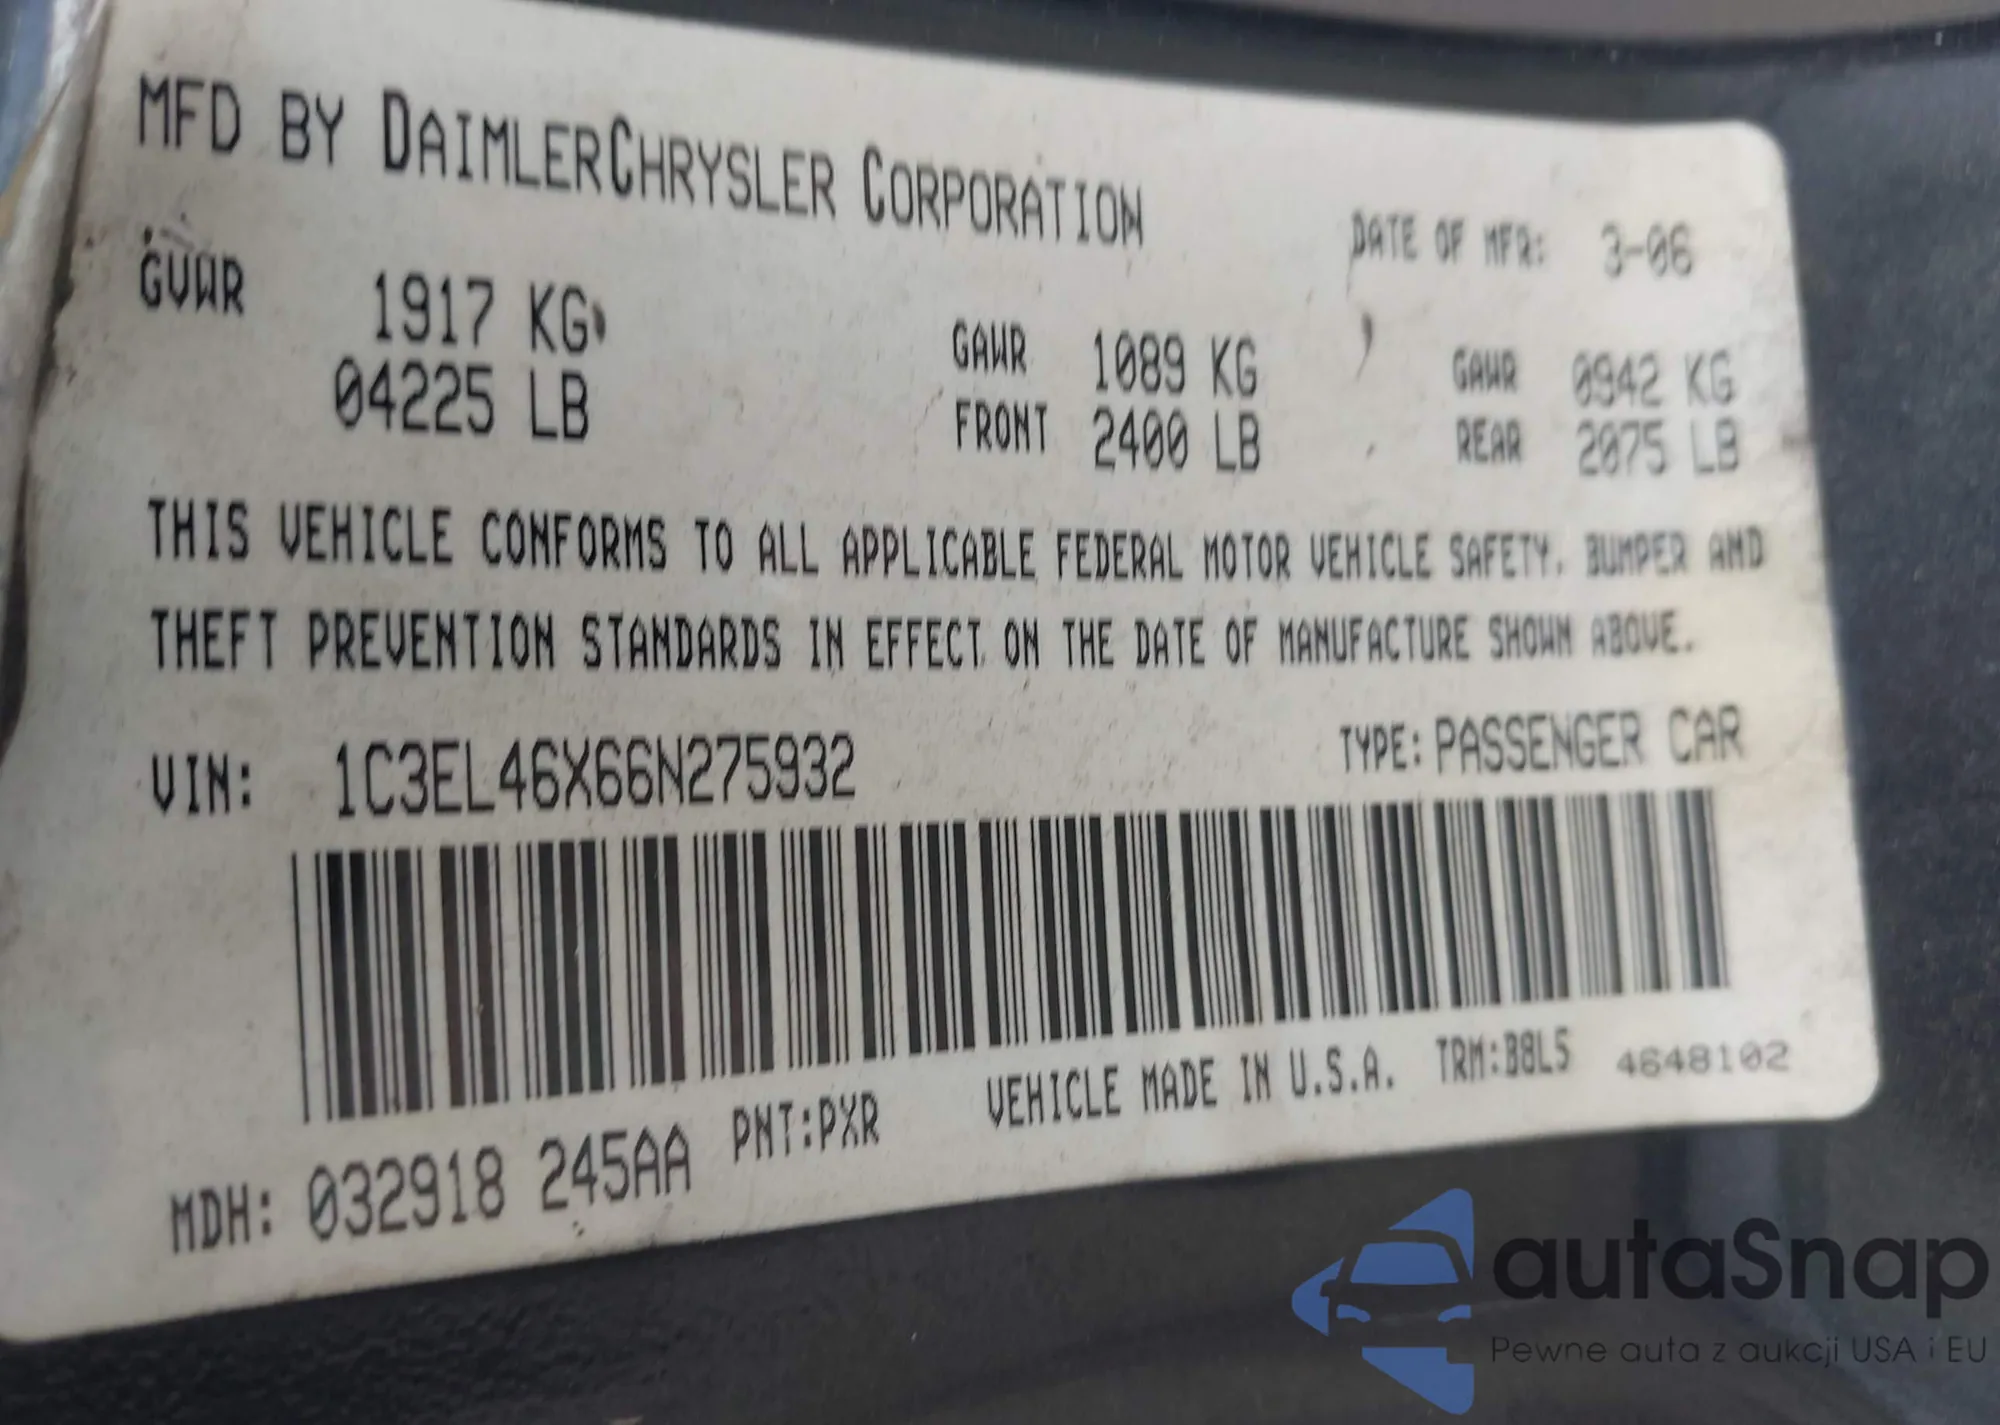 MFD BY DAIMLERCHRYSLER CORPORATION
DATE OF MFR: 3-06
GVWR 1917 KG
04225 LB
GAWR 1089 KG
FRONT 2400 LB
GAWR 0942 KG
REAR 2075 LB
THIS VEHICLE CONFORMS TO ALL APPLICABLE FEDERAL MOTOR VEHICLE SAFETY, BUMPER AND
THEFT PREVENTION STANDARDS IN EFFECT ON THE DATE OF MANUFACTURE SHOWN ABOVE.
VIN: 1C3EL46X66N275932
TYPE: PASSENGER CAR
MDH: 032918 245AA PNT:PXR VEHICLE MADE IN U.S.A. TRM:B8L5 4648102
autaSnap
Pewne auta z aukcji USA i EU